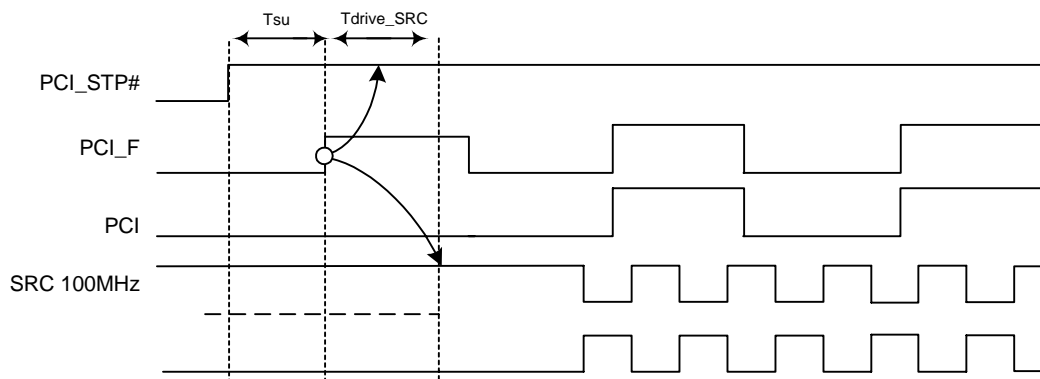 Tsu
Tdrive_SRC
PCI_STP#
PCI_F
PCI
SRC 100MHz